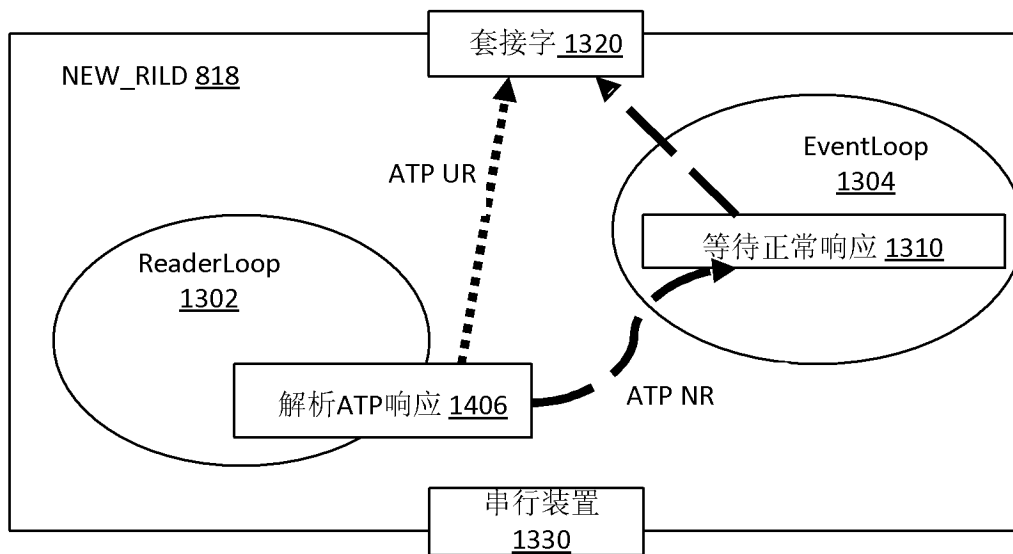 套接字 1320
NEW_RILD 818
EventLoop
1304
ATP UR
等待正常响应 1310
ReaderLoop
1302
解析ATP响应 1406
ATP NR
串行装置
1330